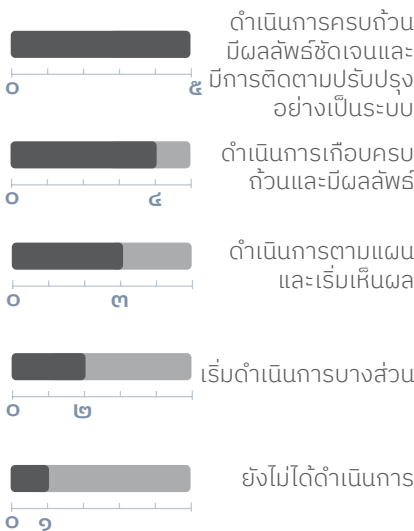 ดำเนินการครบถ้วน
มีผลลัพธ์ชัดเจนและ
มีการติดตามปรับปรุง
อย่างเป็นระบบ
๐ ๕
ดำเนินการเกือบครบ
ถ้วนและมีผลลัพธ์
๐ ๔
ดำเนินการตามแผน
และเริ่มเห็นผล
๐ ๓
เริ่มดำเนินการบางส่วน
๐ ๒
ยังไม่ได้ดำเนินการ
๐ ๑